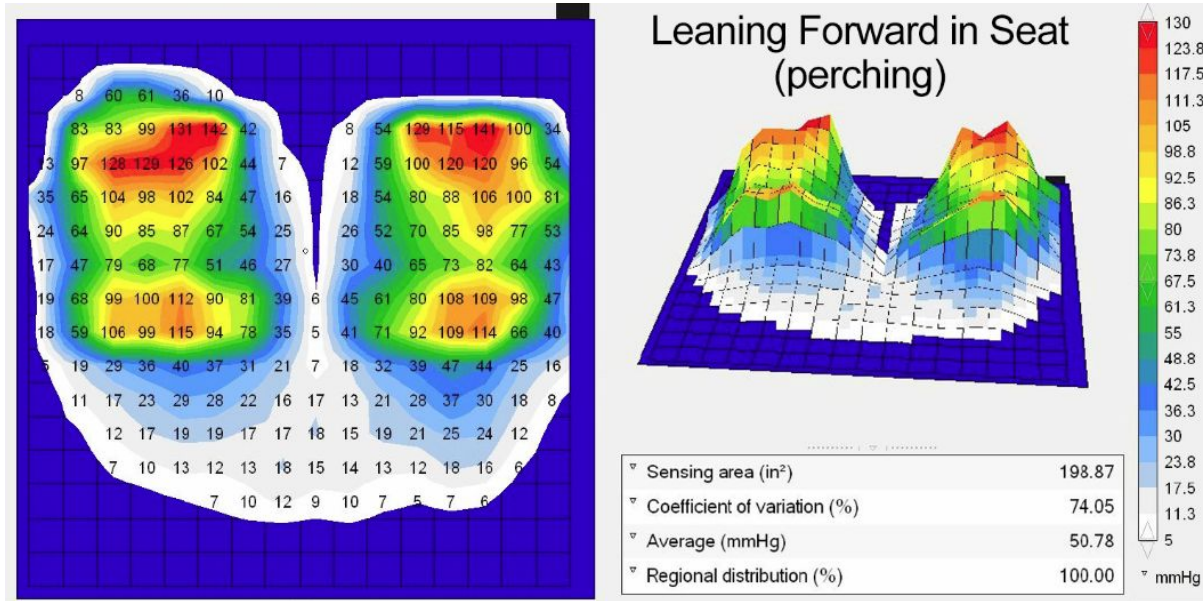 Leaning Forward in Seat
(perching)
8 60 61 36 10
83 83 99 131 142 42 8 54 129 115 141 100 34
13 97 128 129 126 102 44 7 12 59 100 120 120 96 54
35 65 104 98 102 84 47 16 18 54 80 88 106 100 81
24 64 90 85 87 67 54 25 26 52 70 85 98 77 53
17 47 79 68 77 51 46 27 30 40 65 73 82 64 43
19 68 99 100 112 90 81 39 6 45 61 80 108 109 98 47
18 59 106 99 115 94 78 35 5 41 71 92 109 114 66 40
5 19 29 36 40 37 31 21 7 18 32 39 47 44 25 16
11 17 23 29 28 22 16 17 13 21 28 37 30 18 8
12 17 19 19 17 17 18 15 19 21 25 24 12
7 10 13 12 13 18 15 14 13 12 18 16 6
7 10 12 9 10 7 5 7 6
Sensing area (in²) 198.87
Coefficient of variation (%) 74.05
Average (mmHg) 50.78
Regional distribution (%) 100.00
130
123.8
117.5
111.3
105
98.8
92.5
86.3
80
73.8
67.5
61.3
55
48.8
42.5
36.3
30
23.8
17.5
11.3
5
mmHg